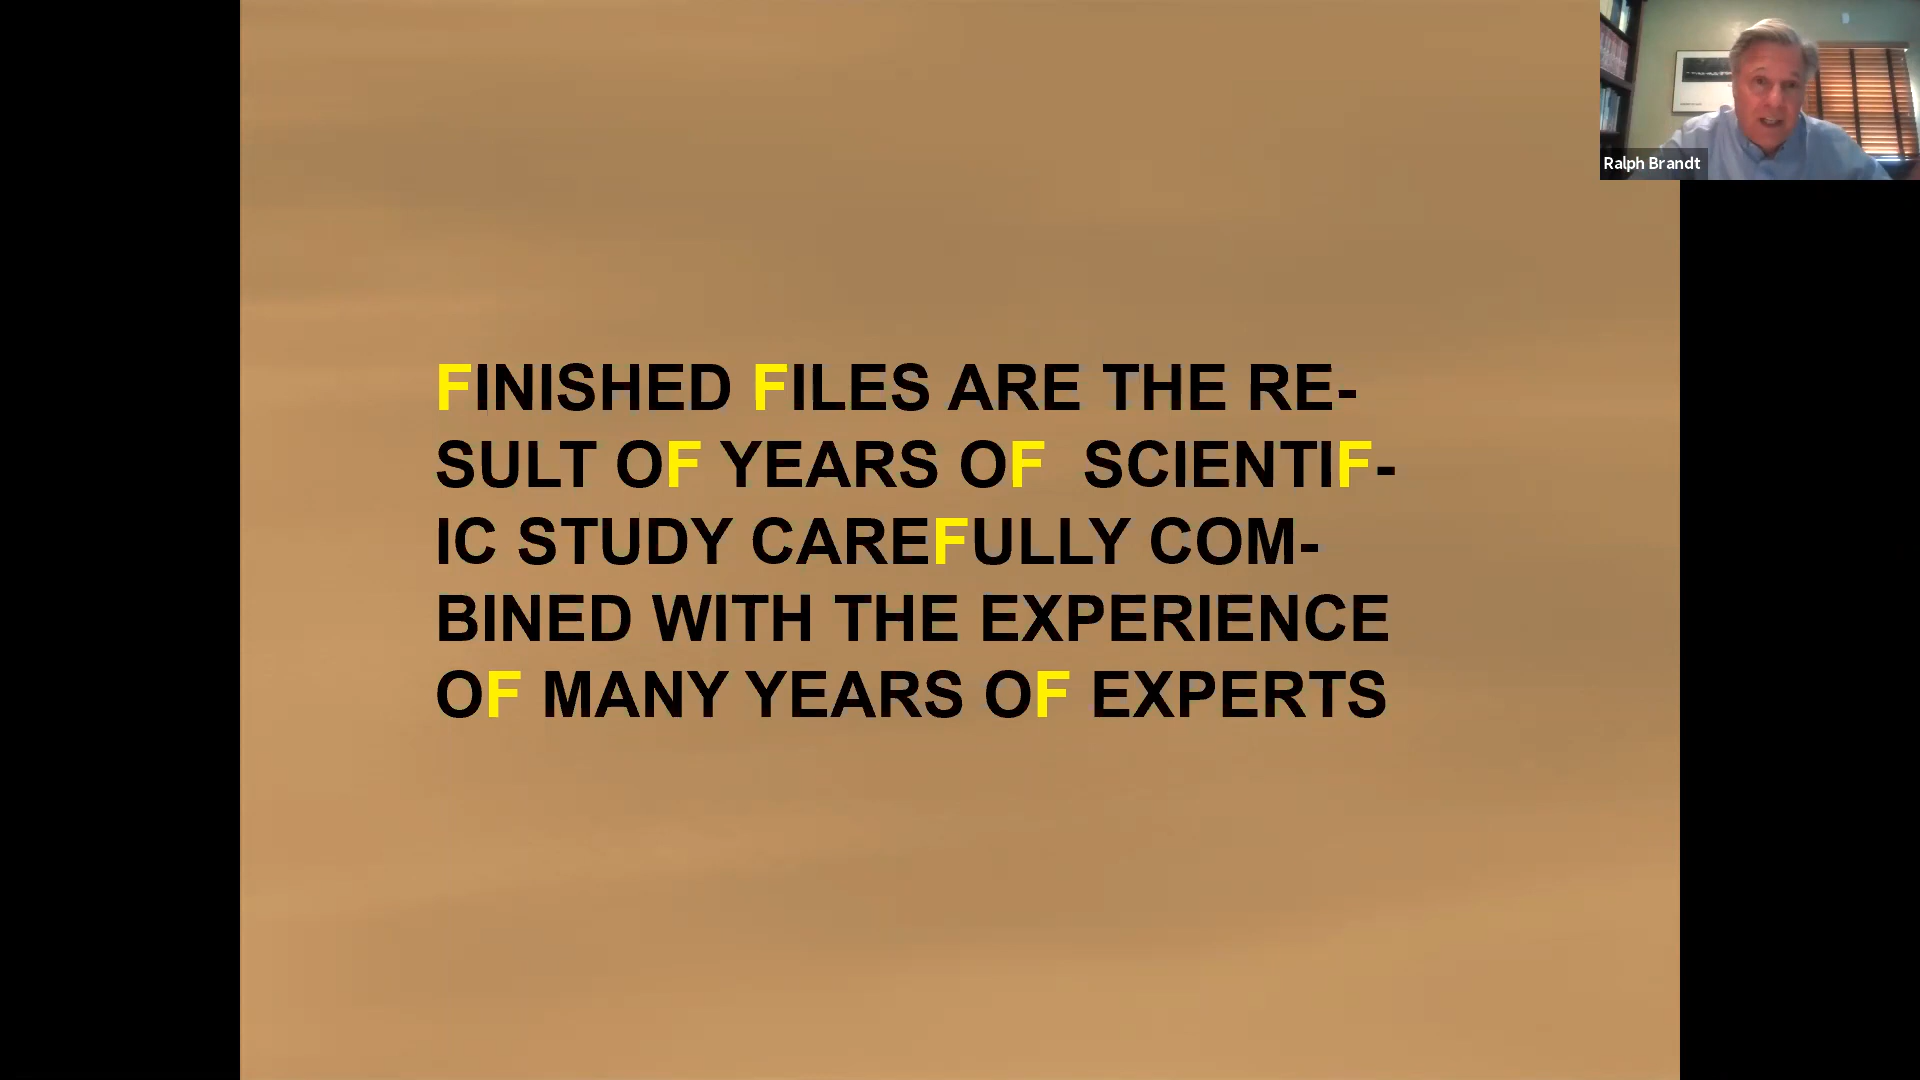 FINISHED FILES ARE THE RE-
SULT OF YEARS OF SCIENTIF-
IC STUDY CAREFULLY COM-
BINED WITH THE EXPERIENCE
OF MANY YEARS OF EXPERTS
Ralph Brandt